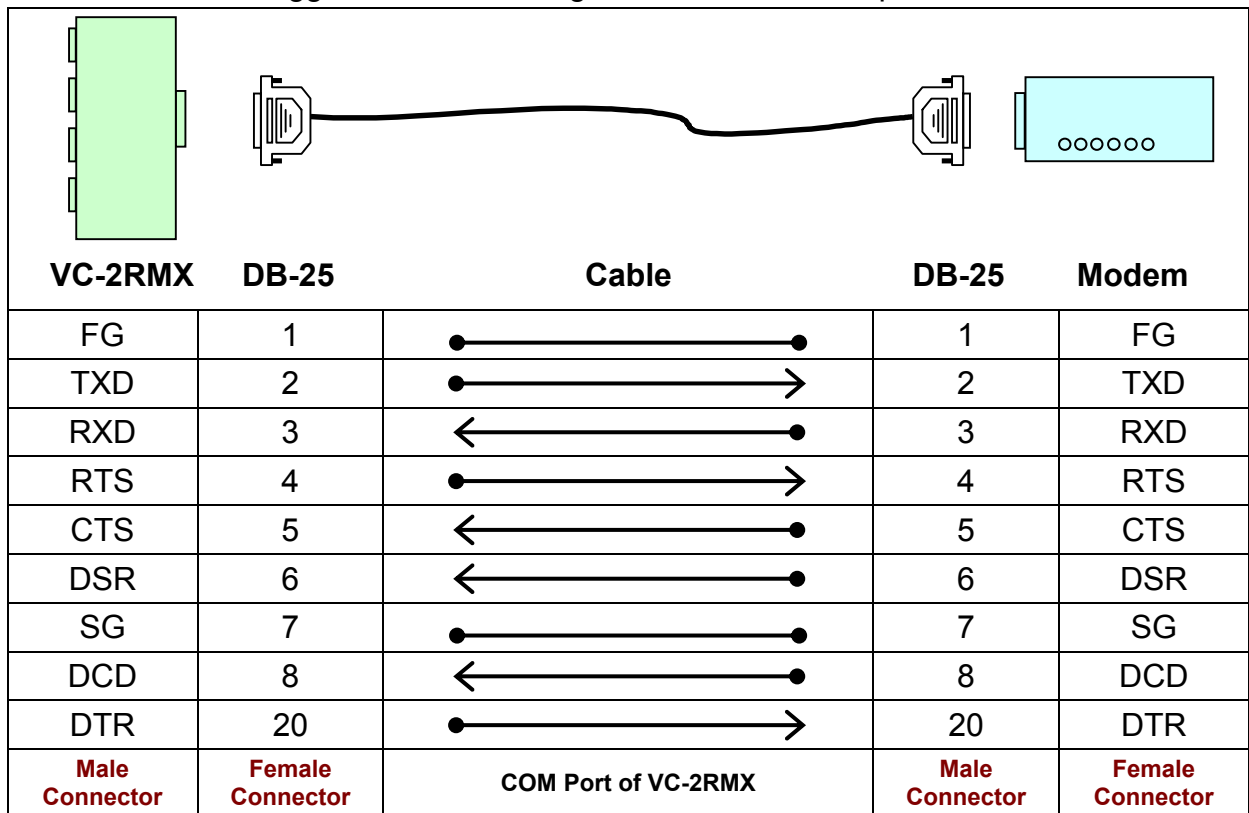 VC-2RMX DB-25 Cable DB-25 Modem
FG 1 1 FG
TXD 2 2 TXD
RXD 3 3 RXD
RTS 4 4 RTS
CTS 5 5 CTS
DSR 6 6 DSR
SG 7 7 SG
DCD 8 8 DCD
DTR 20 20 DTR
Male Connector Female Connector COM Port of VC-2RMX Male Connector Female Connector